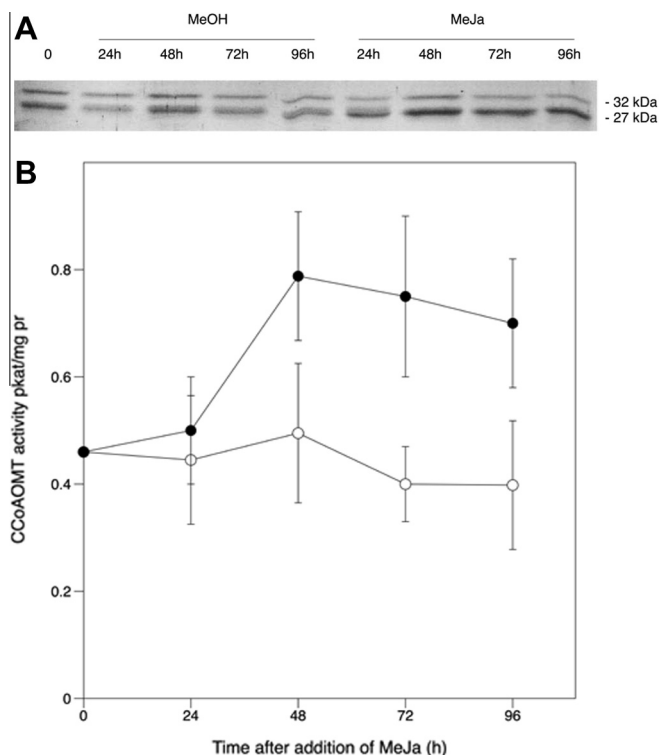 A
MeOH
MeJa
0 24h 48h 72h 96h 24h 48h 72h 96h
- 32 kDa
- 27 kDa
B
CCoAOMT activity pkat/mg pr
0.8
0.6
0.4
0.2
0
0 24 48 72 96
Time after addition of MeJa (h)